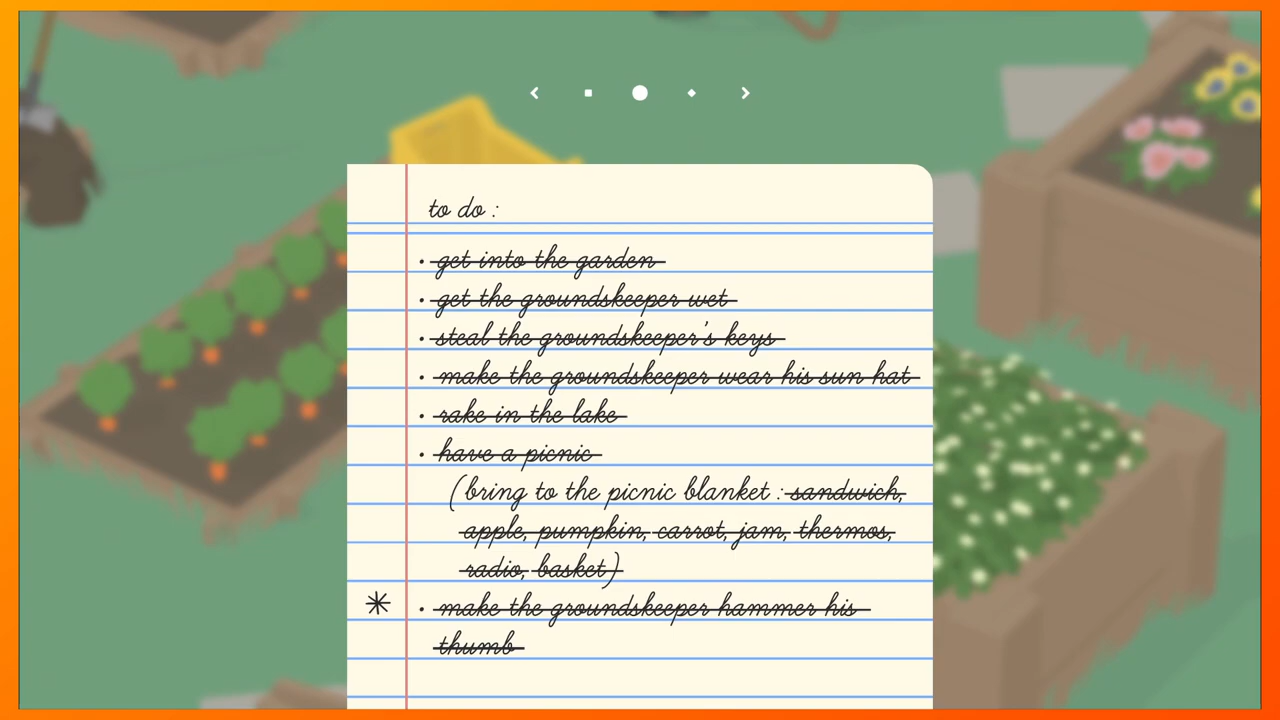 to do :
• get into the garden
• get the groundskeeper wet
• steal the groundskeeper's keys
• make the groundskeeper wear his sun hat
• rake in the lake
• have a picnic
(bring to the picnic blanket : sandwich,
apple, pumpkin, carrot, jam, thermos,
radio, basket)
• make the groundskeeper hammer his
thumb